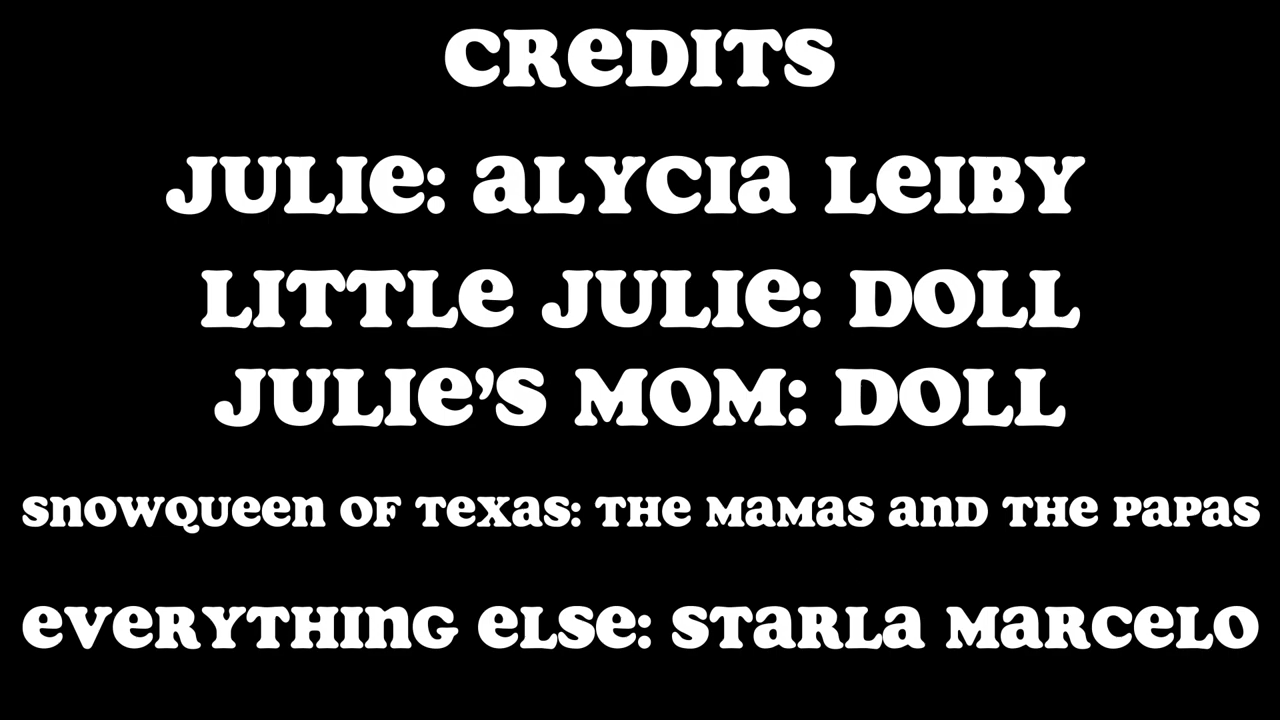 CReDITS
JULIe: aLYCIa LeIBY
LITTLe JULIe: DOLL
JULIe’S MOM: DOLL
SnOWQUeen OF TeXaS: THe MaMaS anD THe PaPaS
eVeRYTHInG eLSe: STaRLa MaRCeLO